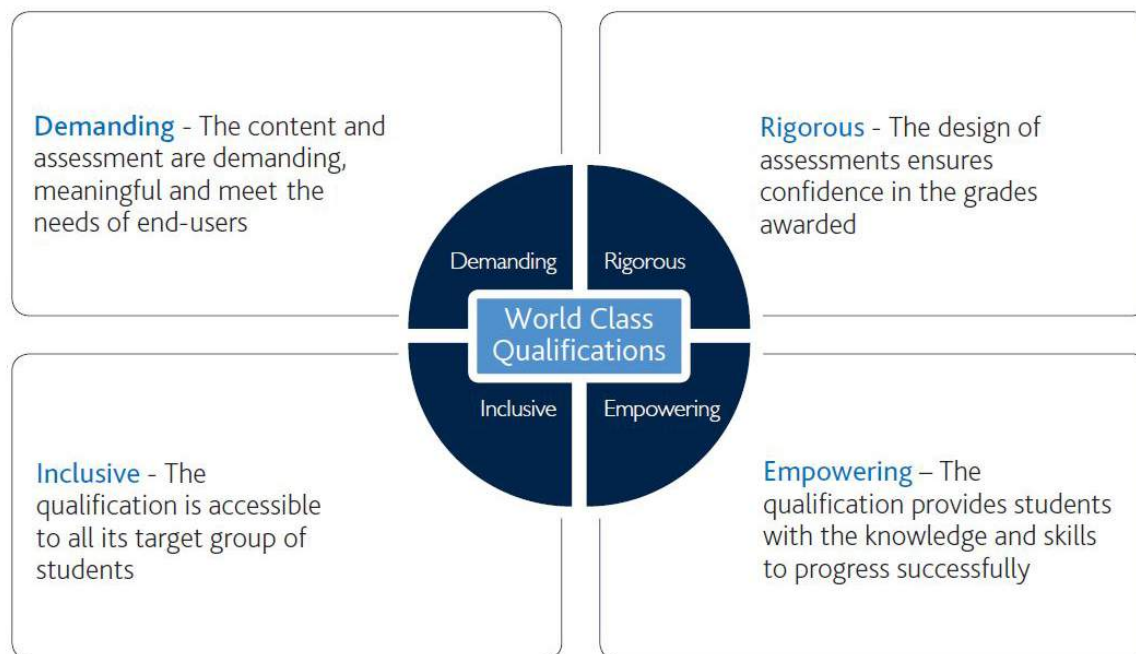 Demanding - The content and
assessment are demanding,
meaningful and meet the
needs of end-users
Rigorous - The design of
assessments ensures
confidence in the grades
awarded
Demanding
Rigorous
World Class
Qualifications
Inclusive
Empowering
Inclusive - The
qualification is accessible
to all its target group of
students
Empowering – The
qualification provides students
with the knowledge and skills
to progress successfully